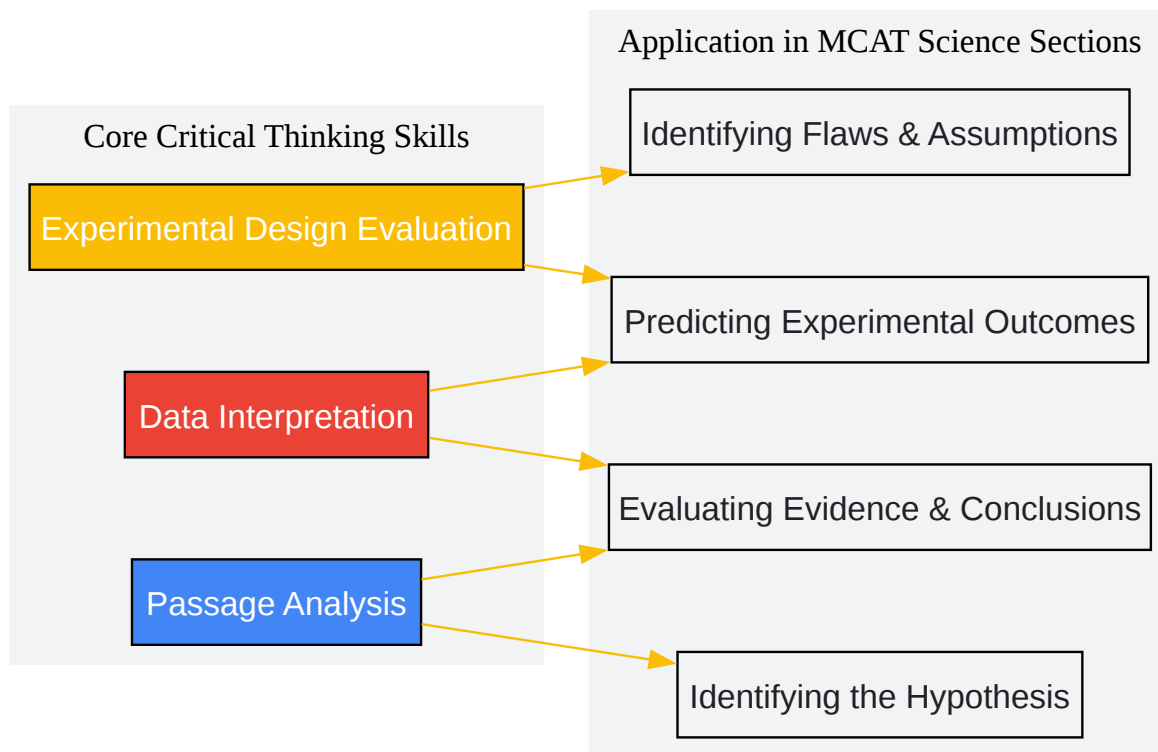 Core Critical Thinking Skills
Experimental Design Evaluation
Data Interpretation
Passage Analysis
Application in MCAT Science Sections
Identifying Flaws & Assumptions
Predicting Experimental Outcomes
Evaluating Evidence & Conclusions
Identifying the Hypothesis